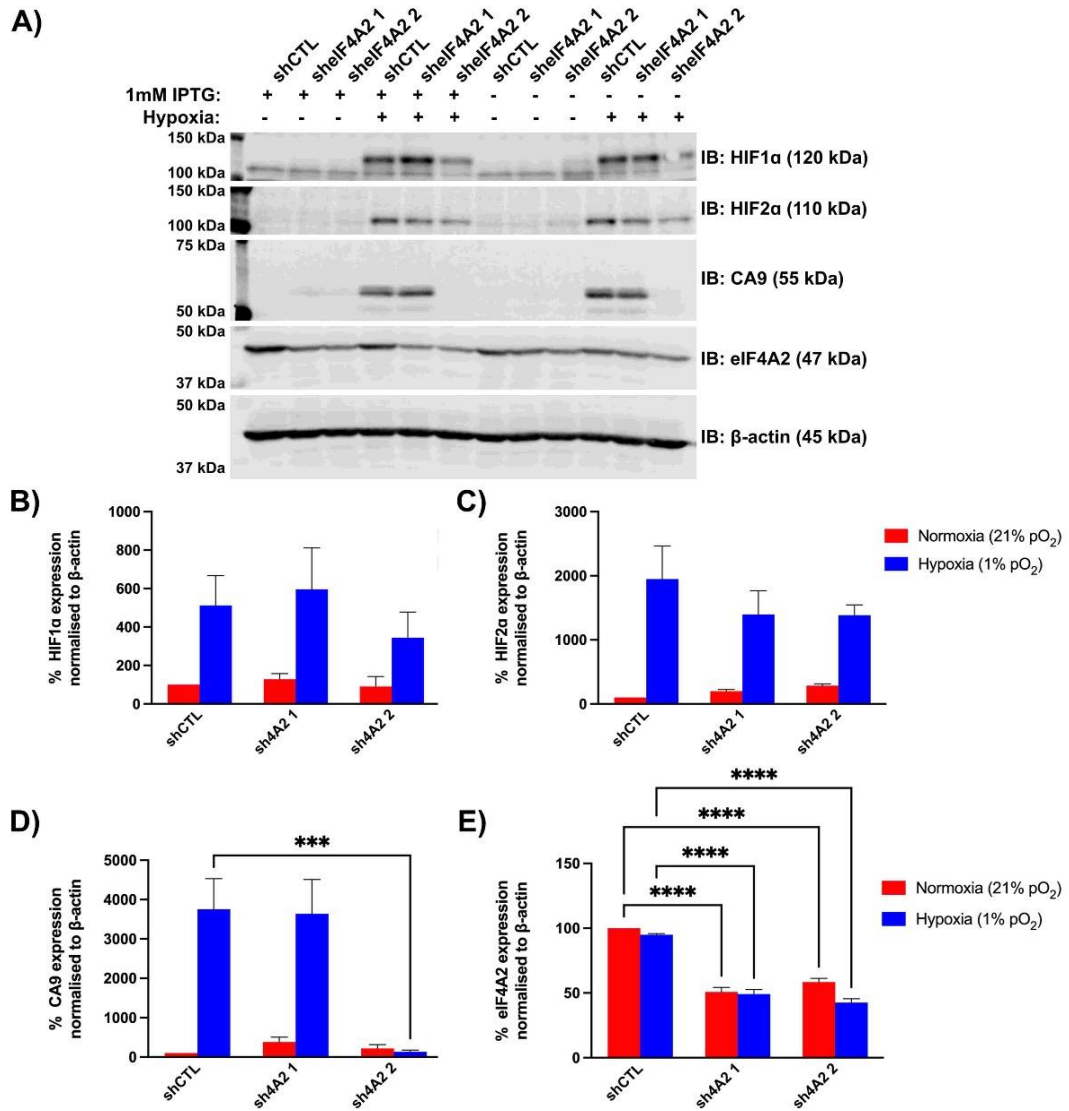 A)
shCTL
sheIF4A2 1
sheIF4A2 2
shCTL
sheIF4A2 1
sheIF4A2 2
shCTL
sheIF4A2 1
sheIF4A2 2
shCTL
sheIF4A2 1
sheIF4A2 2
1mM IPTG: + + + + + + - - - - - -
Hypoxia: - - - + + + - - - + + +
150 kDa
100 kDa
IB: HIF1α (120 kDa)
150 kDa
100 kDa
IB: HIF2α (110 kDa)
75 kDa
50 kDa
IB: CA9 (55 kDa)
50 kDa
37 kDa
IB: eIF4A2 (47 kDa)
50 kDa
37 kDa
IB: β-actin (45 kDa)
B)
% HIF1α expression
normalised to β-actin
1000
800
600
400
200
0
shCTL
sh4A2 1
sh4A2 2
C)
% HIF2α expression
normalised to β-actin
3000
2000
1000
0
shCTL
sh4A2 1
sh4A2 2
Normoxia (21% pO₂)
Hypoxia (1% pO₂)
D)
% CA9 expression
normalised to β-actin
5000
4000
3000
2000
1000
0
***
shCTL
sh4A2 1
sh4A2 2
E)
% eIF4A2 expression
normalised to β-actin
150
100
50
0
****
****
****
****
shCTL
sh4A2 1
sh4A2 2
Normoxia (21% pO₂)
Hypoxia (1% pO₂)